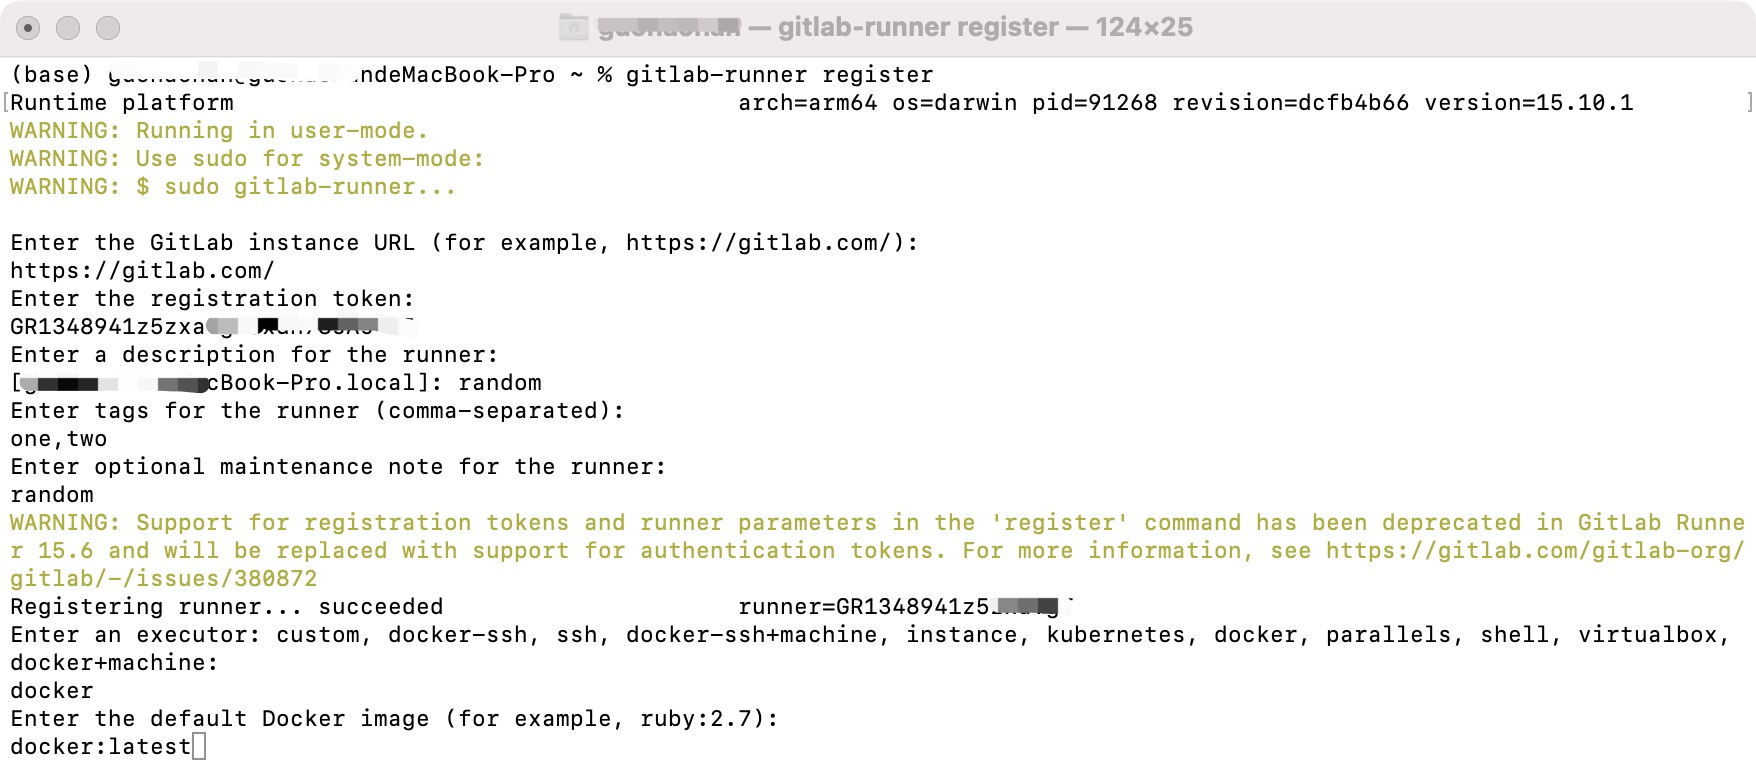 — gitlab-runner register — 124×25
(base) ndeMacBook-Pro ~ % gitlab-runner register
[Runtime platform arch=arm64 os=darwin pid=91268 revision=dcfb4b66 version=15.10.1 ]
WARNING: Running in user-mode.
WARNING: Use sudo for system-mode:
WARNING: $ sudo gitlab-runner...
Enter the GitLab instance URL (for example, https://gitlab.com/):
https://gitlab.com/
Enter the registration token:
GR1348941z5zxa
Enter a description for the runner:
[cBook-Pro.local]: random
Enter tags for the runner (comma-separated):
one,two
Enter optional maintenance note for the runner:
random
WARNING: Support for registration tokens and runner parameters in the 'register' command has been deprecated in GitLab Runne
r 15.6 and will be replaced with support for authentication tokens. For more information, see https://gitlab.com/gitlab-org/
gitlab/-/issues/380872
Registering runner... succeeded runner=GR1348941z5
Enter an executor: custom, docker-ssh, ssh, docker-ssh+machine, instance, kubernetes, docker, parallels, shell, virtualbox,
docker+machine:
docker
Enter the default Docker image (for example, ruby:2.7):
docker:latest